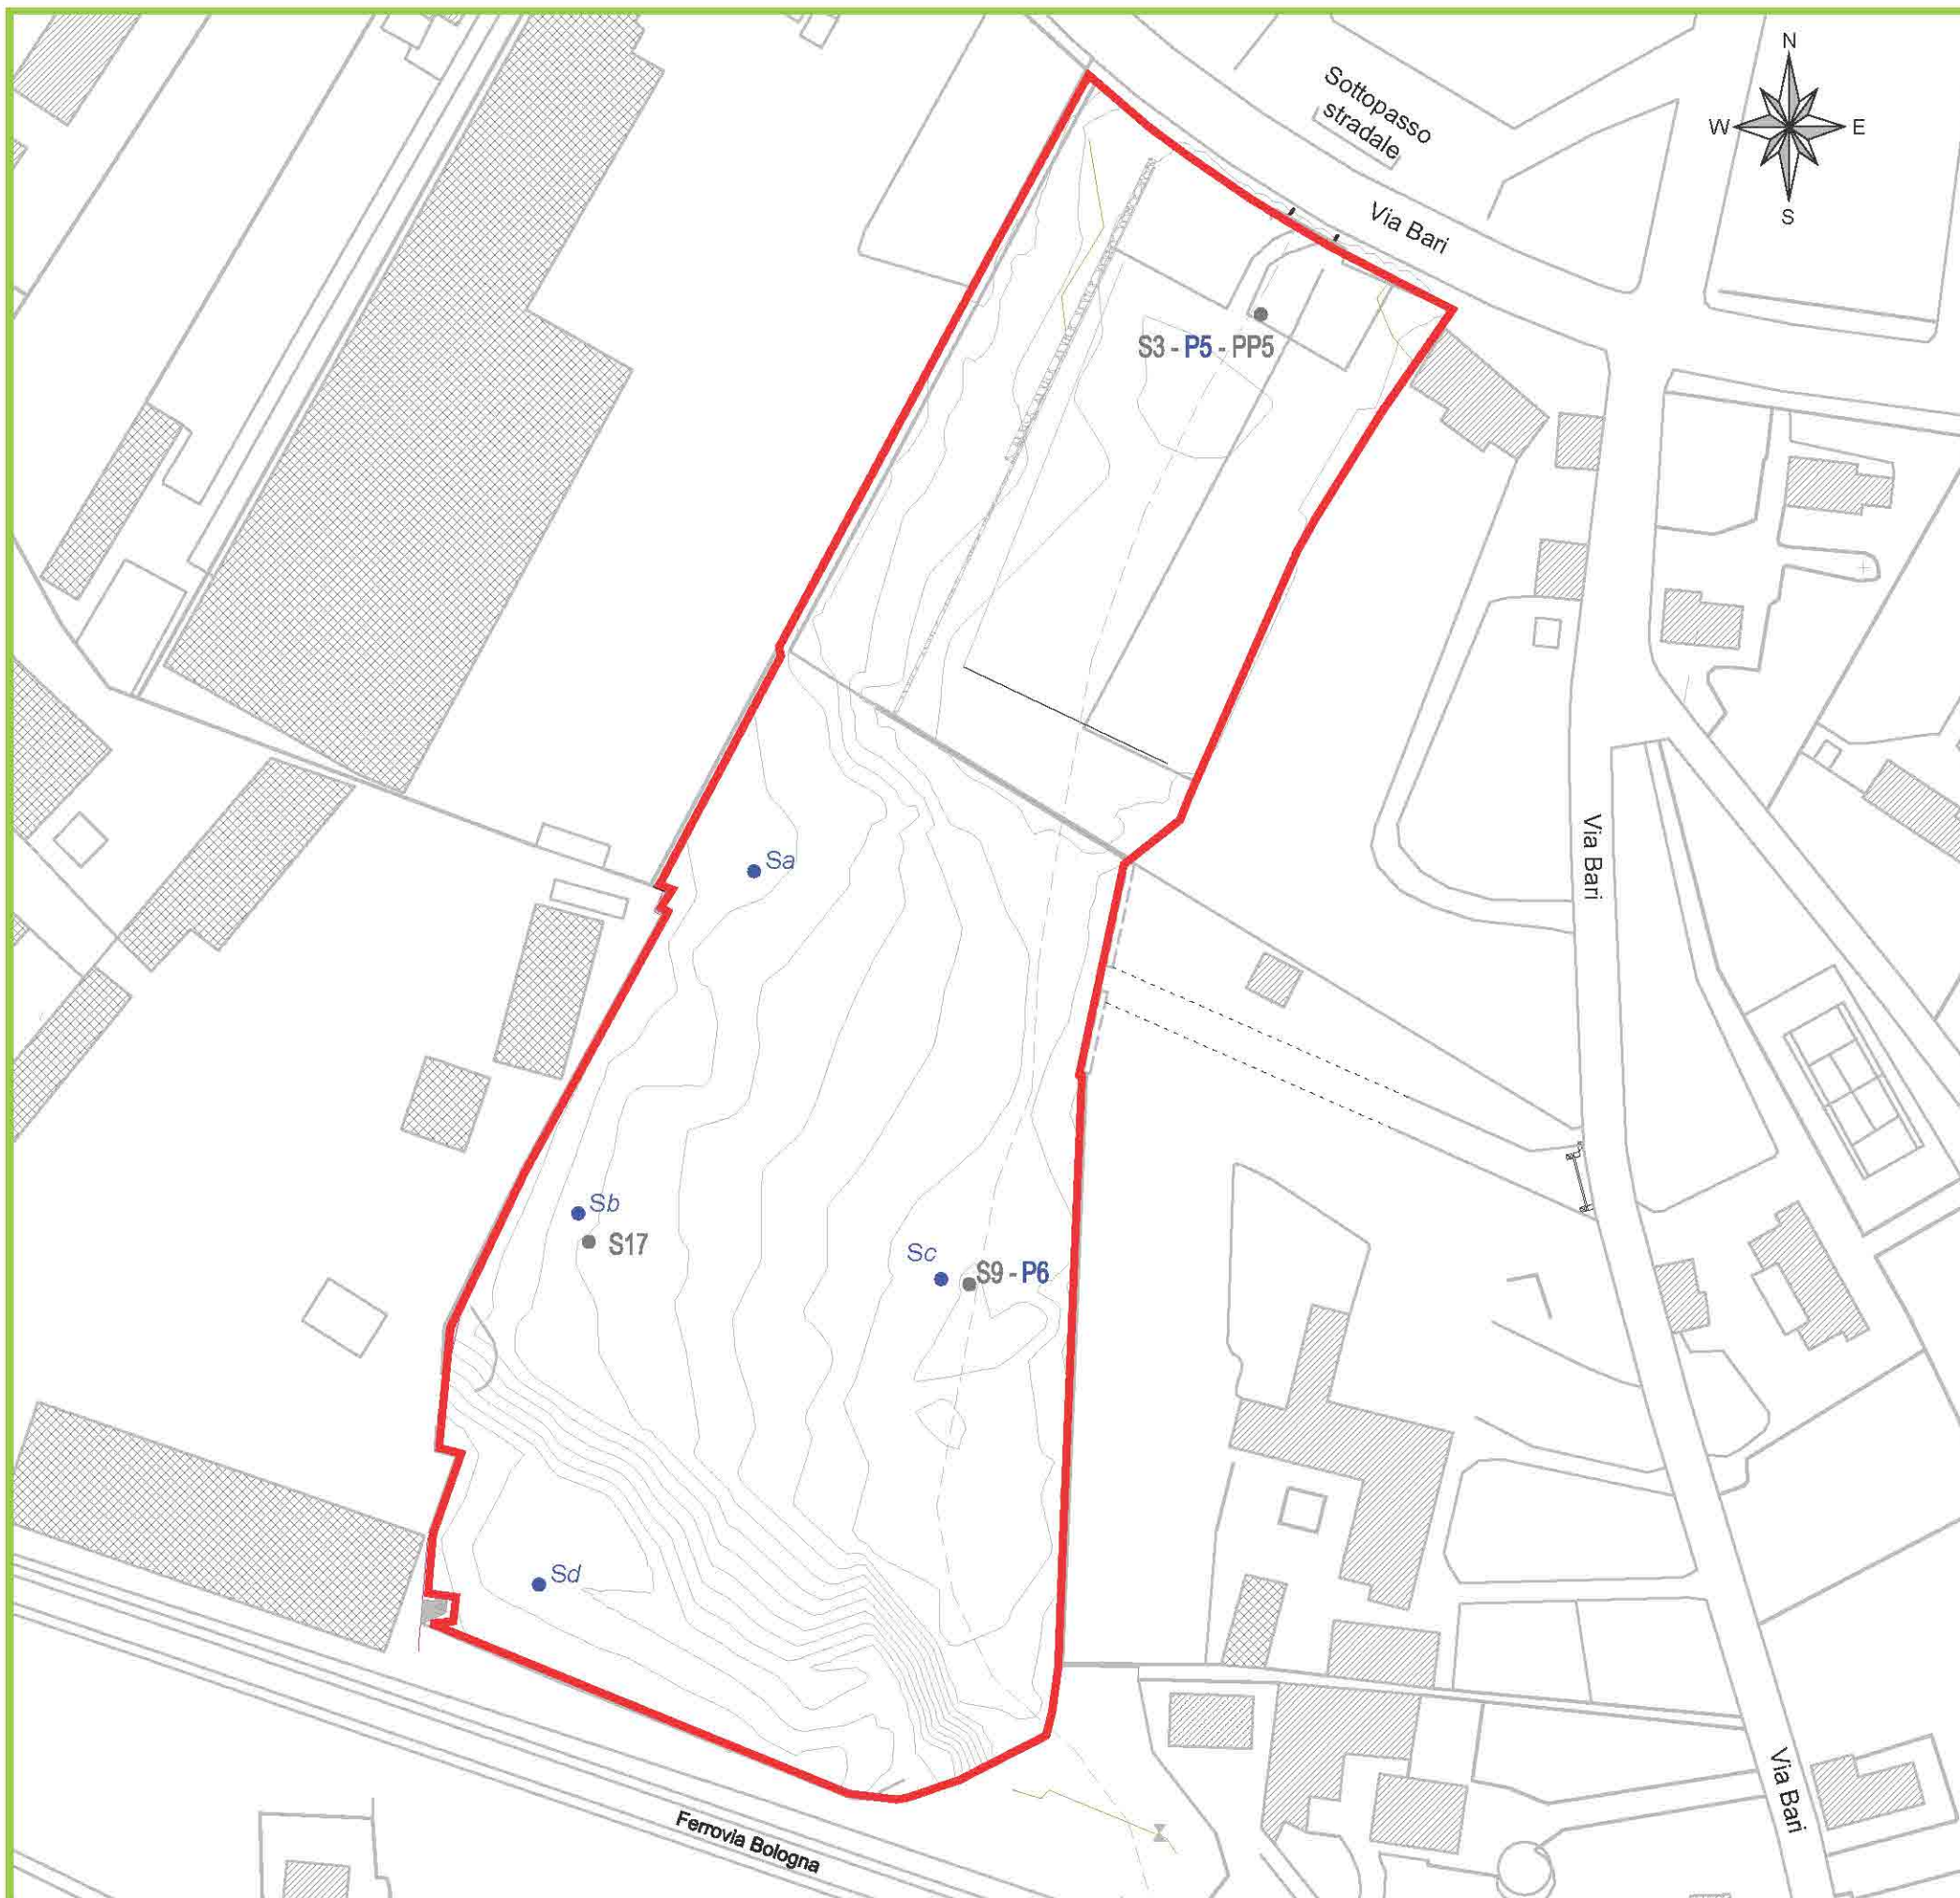 N
W E
S
Sottopasso
stradale
Via Bari
S3 - P5 - PP5
Via Bari
Sa
Sb
S17
Sc
S9 - P6
Sd
Via Bari
Ferrovia Bologna